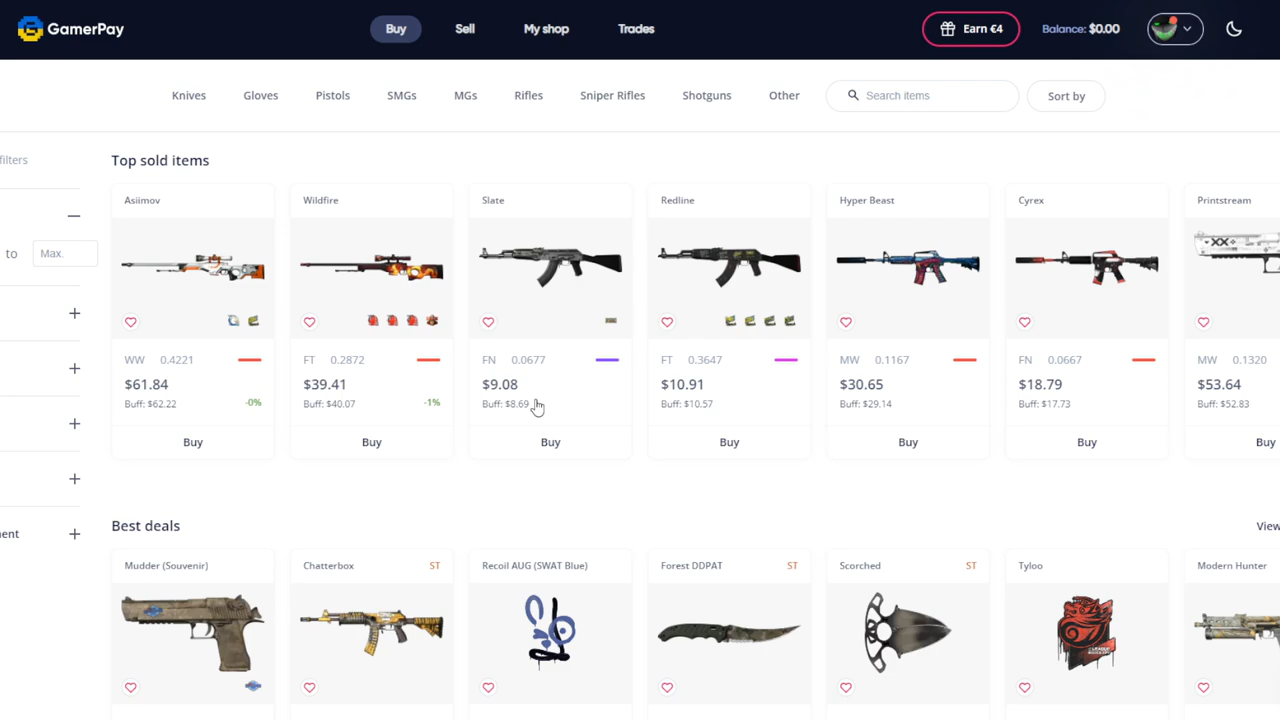 GamerPay
Buy
Sell
My shop
Trades
Earn €4
Balance: $0.00
Knives
Gloves
Pistols
SMGs
MGs
Rifles
Sniper Rifles
Shotguns
Other
Search items
Sort by
filters
to
Max.
ment
Top sold items
Asiimov
WW 0.4221
$61.84
Buff: $62.22 -0%
Buy
Wildfire
FT 0.2872
$39.41
Buff: $40.07 -1%
Buy
Slate
FN 0.0677
$9.08
Buff: $8.69
Buy
Redline
FT 0.3647
$10.91
Buff: $10.57
Buy
Hyper Beast
MW 0.1167
$30.65
Buff: $29.14
Buy
Cyrex
FN 0.0667
$18.79
Buff: $17.73
Buy
Printstream
XX
MW 0.1320
$53.64
Buff: $52.83
Buy
Best deals
View
Mudder (Souvenir)
Chatterbox ST
Recoil AUG (SWAT Blue)
Forest DDPAT ST
Scorched ST
Tyloo
Modern Hunter